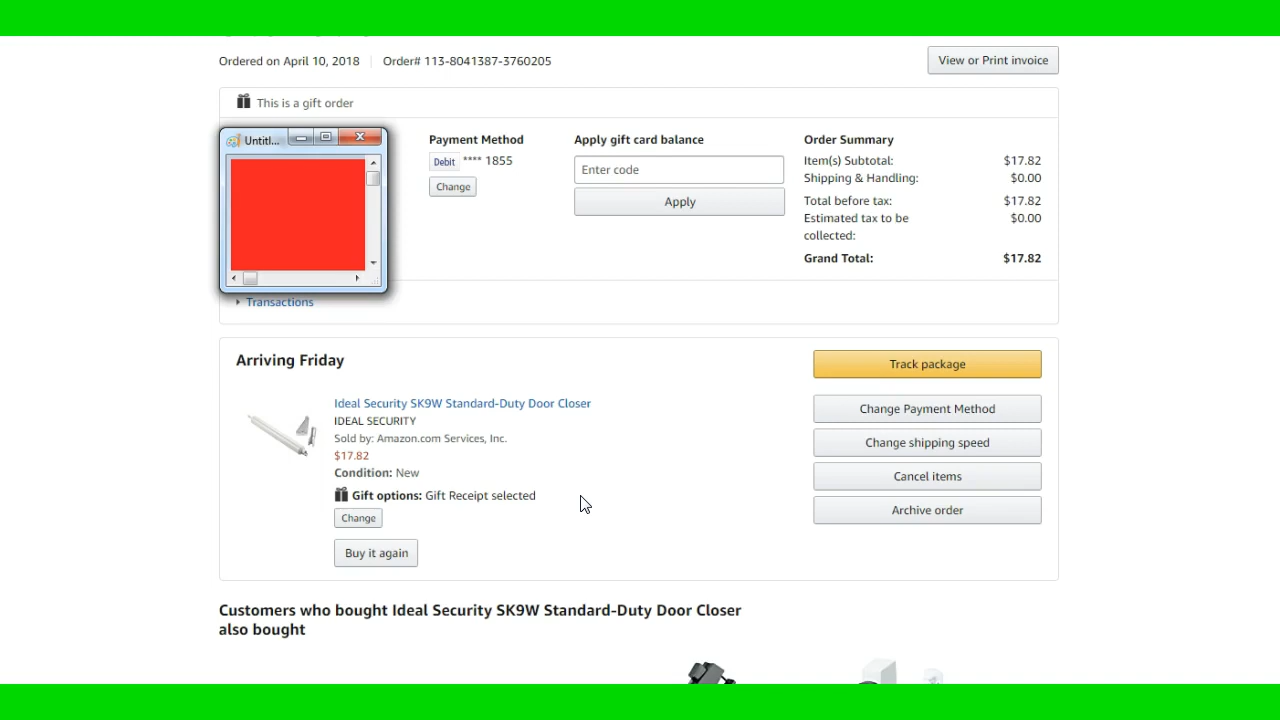 Ordered on April 10, 2018 | Order# 113-8041387-3760205
View or Print invoice
This is a gift order
Untitl...
Payment Method
Debit **** 1855
Change
Apply gift card balance
Enter code
Apply
Order Summary
Item(s) Subtotal: $17.82
Shipping & Handling: $0.00
Total before tax: $17.82
Estimated tax to be $0.00
collected:
Grand Total: $17.82
Transactions
Arriving Friday
Ideal Security SK9W Standard-Duty Door Closer
IDEAL SECURITY
Sold by: Amazon.com Services, Inc.
$17.82
Condition: New
Gift options: Gift Receipt selected
Change
Buy it again
Track package
Change Payment Method
Change shipping speed
Cancel items
Archive order
Customers who bought Ideal Security SK9W Standard-Duty Door Closer
also bought